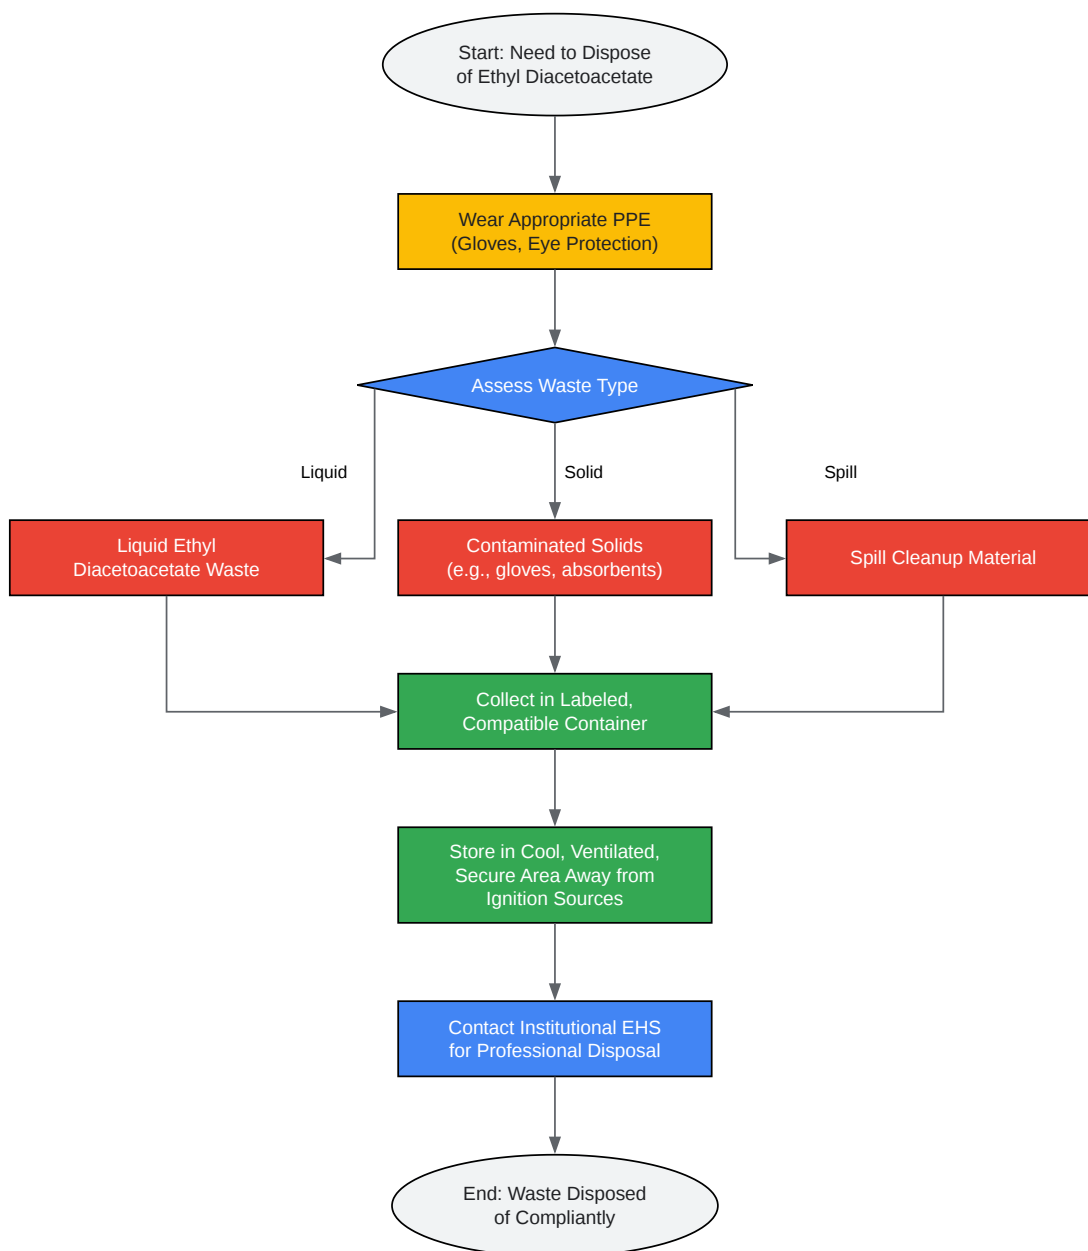 Start: Need to Dispose
of Ethyl Diacetoacetate
Wear Appropriate PPE
(Gloves, Eye Protection)
Assess Waste Type
Liquid
Solid
Spill
Liquid Ethyl
Diacetoacetate Waste
Contaminated Solids
(e.g., gloves, absorbents)
Spill Cleanup Material
Collect in Labeled,
Compatible Container
Store in Cool, Ventilated,
Secure Area Away from
Ignition Sources
Contact Institutional EHS
for Professional Disposal
End: Waste Disposed
of Compliantly